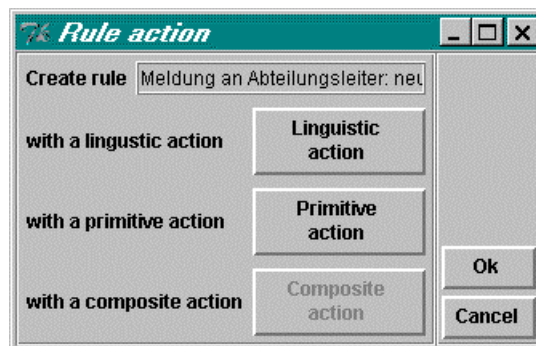 Rule action
Create rule Meldung an Abteilungsleiter: neu
with a lingustic action
Linguistic
action
with a primitive action
Primitive
action
with a composite action
Composite
action
Ok
Cancel